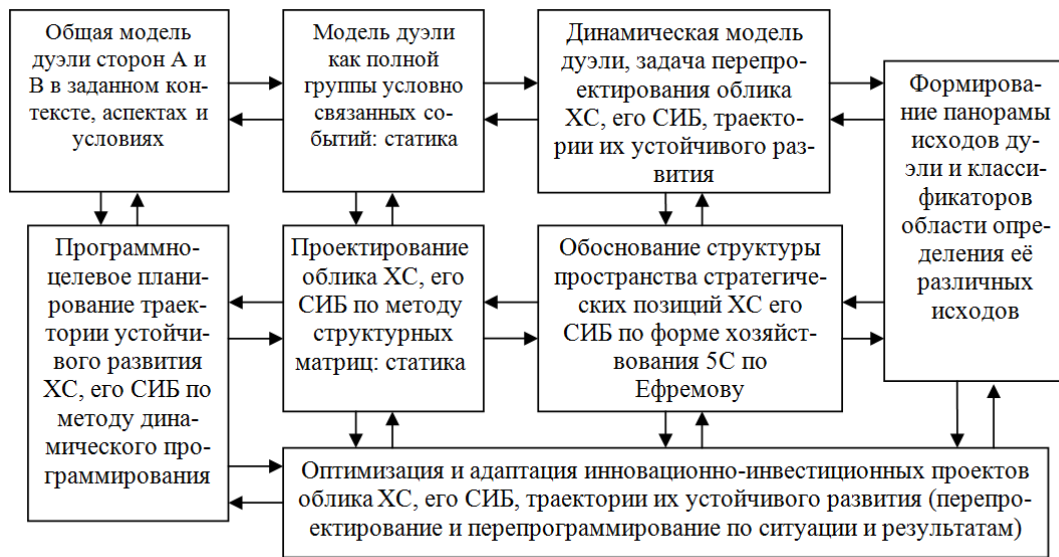 Общая модель
дуэли сторон А и
В в заданном кон-
тексте, аспектах и
условиях
Модель дуэли
как полной
группы условно
связанных со-
бытий: статика
Динамическая модель
дуэли, задача перепро-
ектирования облика
ХС, его СИБ, траекто-
рии их устойчивого раз-
вития
Формирова-
ние панорамы
исходов ду-
эли и класси-
фикаторов
области опре-
деления её
различных
исходов
Программно-
целевое плани-
рование траек-
тории устойчи-
вого развития
ХС, его СИБ по
методу дина-
мического про-
граммирования
Проектирование
облика ХС, его
СИБ по методу
структурных
матриц: статика
Обоснование структуры
пространства стратегиче-
ских позиций ХС его
СИБ по форме хозяйст-
вования 5С по
Ефремову
Оптимизация и адаптация инновационно-инвестиционных проектов
облика ХС, его СИБ, траектории их устойчивого развития (перепро-
ектирование и перепрограммирование по ситуации и результатам)